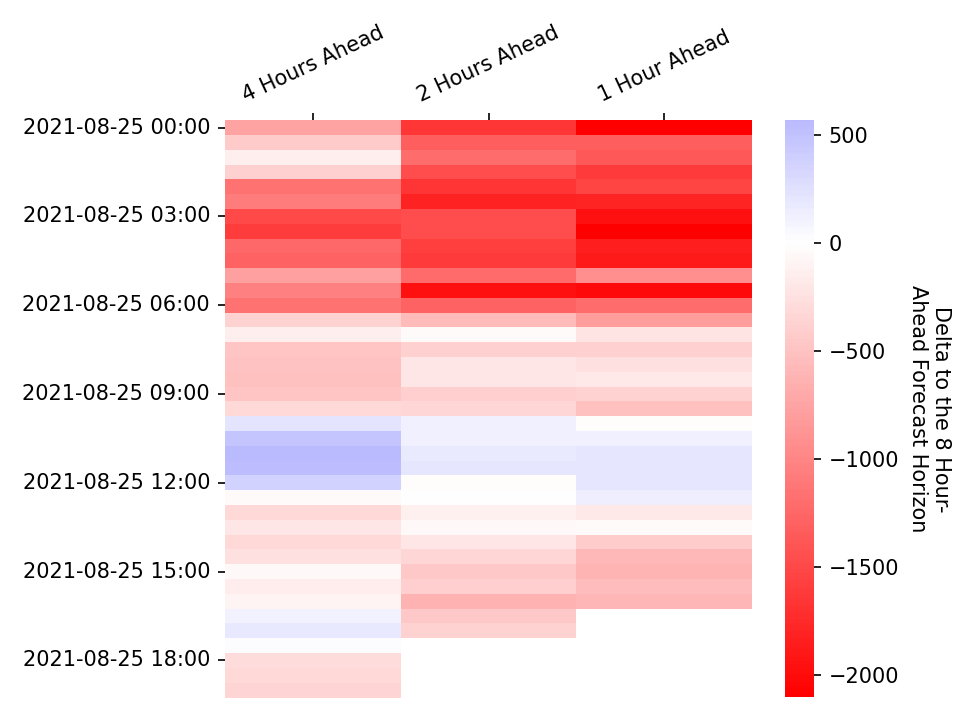 4 Hours Ahead
2 Hours Ahead
1 Hour Ahead
2021-08-25 00:00
2021-08-25 03:00
2021-08-25 06:00
2021-08-25 09:00
2021-08-25 12:00
2021-08-25 15:00
2021-08-25 18:00
500
0
−500
−1000
−1500
−2000
Delta to the 8 Hour-
Ahead Forecast Horizon